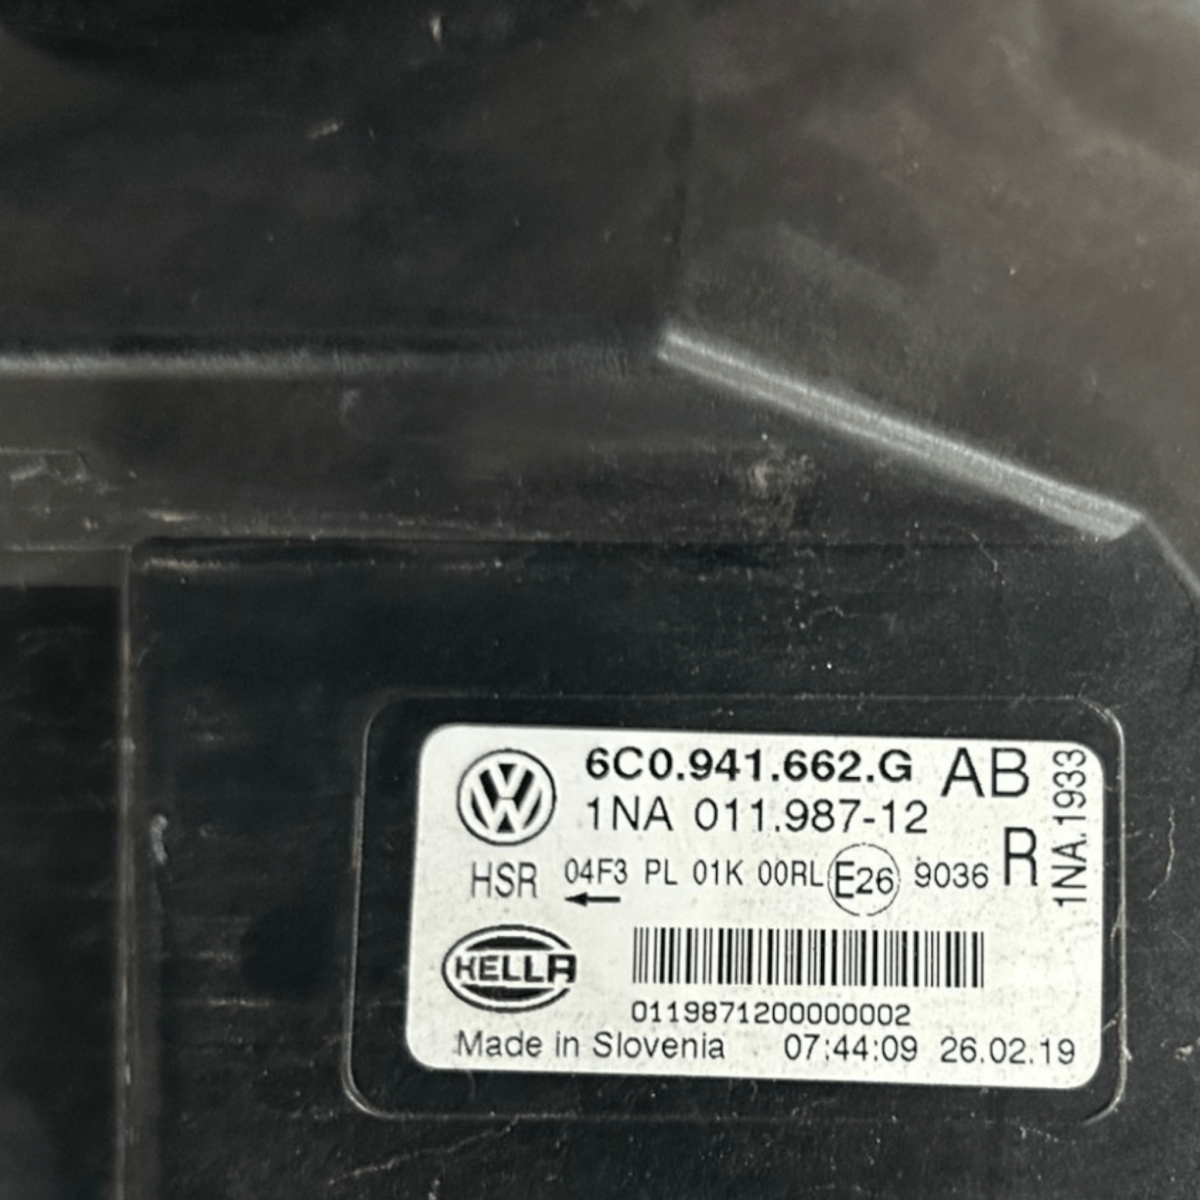 6C0.941.662.G AB
1NA 011.987-12
HSR 04F3 PL 01K 00RL E26 9036 R
1NA.1933
HELLA
0119871200000002
Made in Slovenia 07:44:09 26.02.19